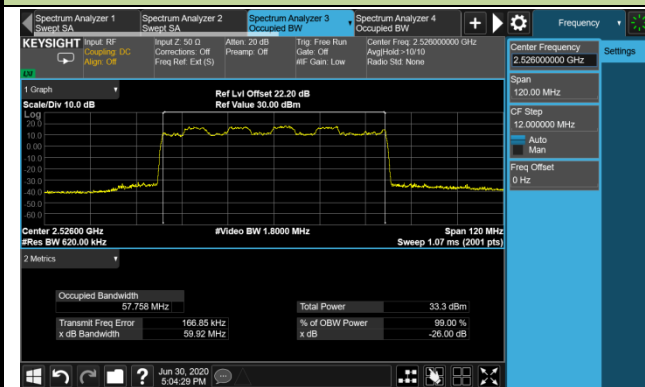 Spectrum Analyzer 1
Swept SA
Spectrum Analyzer 2
Swept SA
Spectrum Analyzer 3
Occupied BW
Spectrum Analyzer 4
Occupied BW
Frequency
KEYSIGHT
Input: RF
Coupling: DC
Align: Off
Input Z: 50 Ω
Corrections: Off
Freq Ref: Ext (S)
Atten: 20 dB
Preamp: Off
Trig: Free Run
Gate: Off
#IF Gain: Low
Center Freq: 2.526000000 GHz
Avg|Hold:>10/10
Radio Std: None
LXI
Center Frequency
2.526000000 GHz
Settings
Span
120.00 MHz
CF Step
12.000000 MHz
Auto
Man
Freq Offset
0 Hz
1 Graph
Scale/Div 10.0 dB
Ref Lvl Offset 22.20 dB
Ref Value 30.00 dBm
Log
20.0
10.0
0.00
-10.0
-20.0
-30.0
-40.0
-50.0
-60.0
Center 2.52600 GHz
#Res BW 620.00 kHz
#Video BW 1.8000 MHz
Span 120 MHz
Sweep 1.07 ms (2001 pts)
2 Metrics
Occupied Bandwidth
57.758 MHz
Total Power
33.3 dBm
Transmit Freq Error
166.85 kHz
% of OBW Power
99.00 %
x dB Bandwidth
59.92 MHz
x dB
-26.00 dB
?
Jun 30, 2020
5:04:29 PM